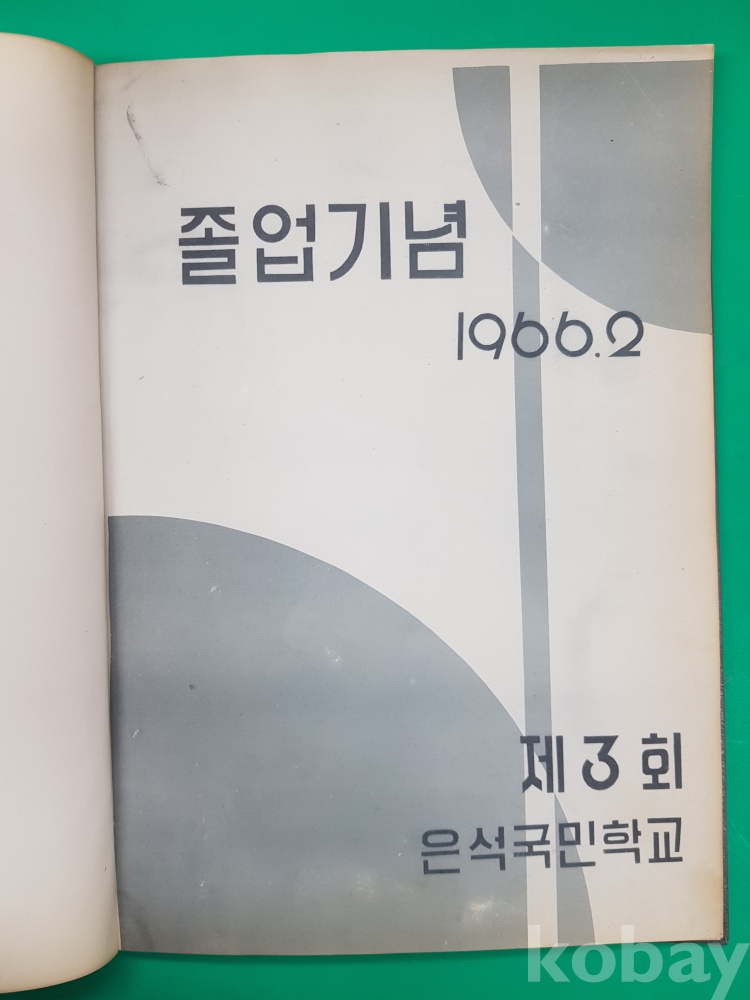 졸업기념
1966.2
제3회
은석국민학교
kobay